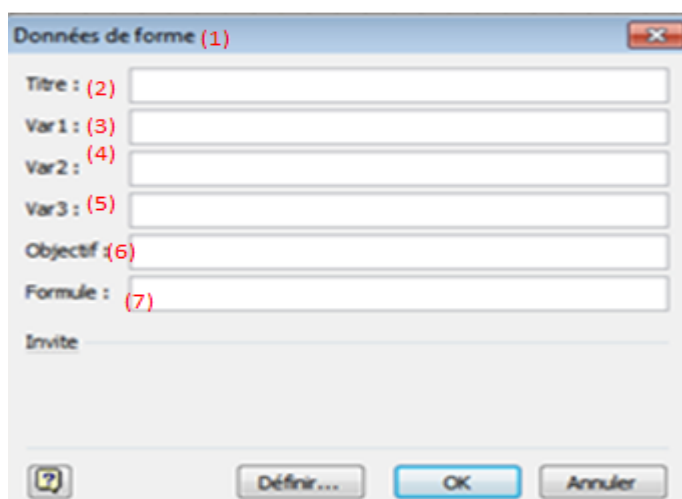 Données de forme (1)
Titre : (2)
Var1 : (3)
(4)
Var2 :
Var3 : (5)
Objectif : (6)
Formule : (7)
Invite
?
Définir... OK Annuler